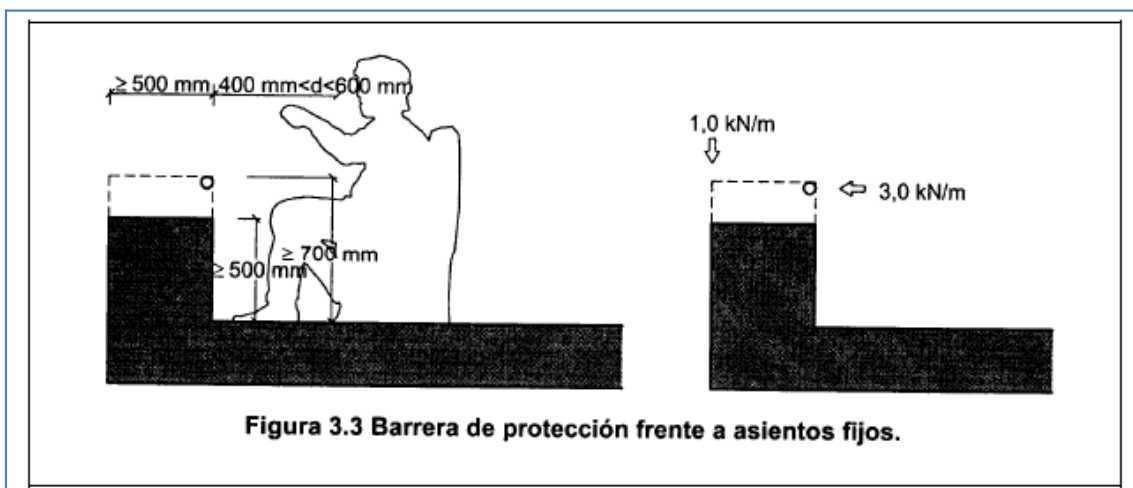 ≥ 500 mm 400 mm<d<600 mm
1,0 kN/m
3,0 kN/m
≥ 700 mm
≥ 500 mm
Figura 3.3 Barrera de protección frente a asientos fijos.